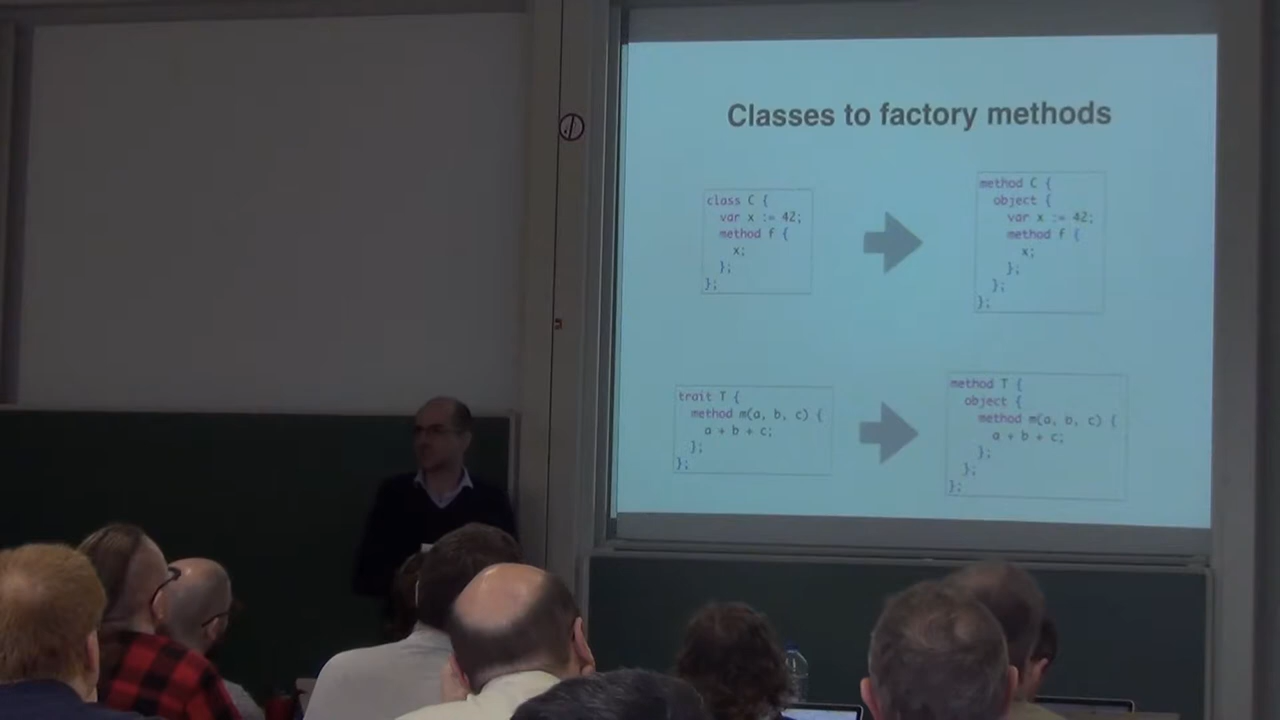 Classes to factory methods
class C {
var x := 42;
method f {
x;
};
};
method C {
object {
var x := 42;
method f {
x;
};
};
};
trait T {
method m(a, b, c) {
a + b + c;
};
};
method T {
object {
method m(a, b, c) {
a + b + c;
};
};
};